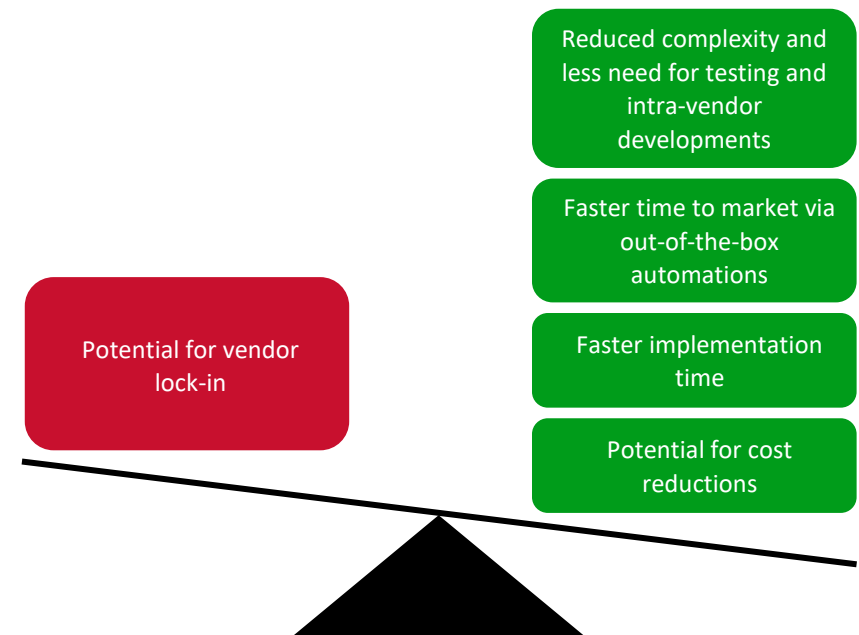 Reduced complexity and
less need for testing and
intra-vendor
developments
Faster time to market via
out-of-the-box
automations
Potential for vendor
lock-in
Faster implementation
time
Potential for cost
reductions